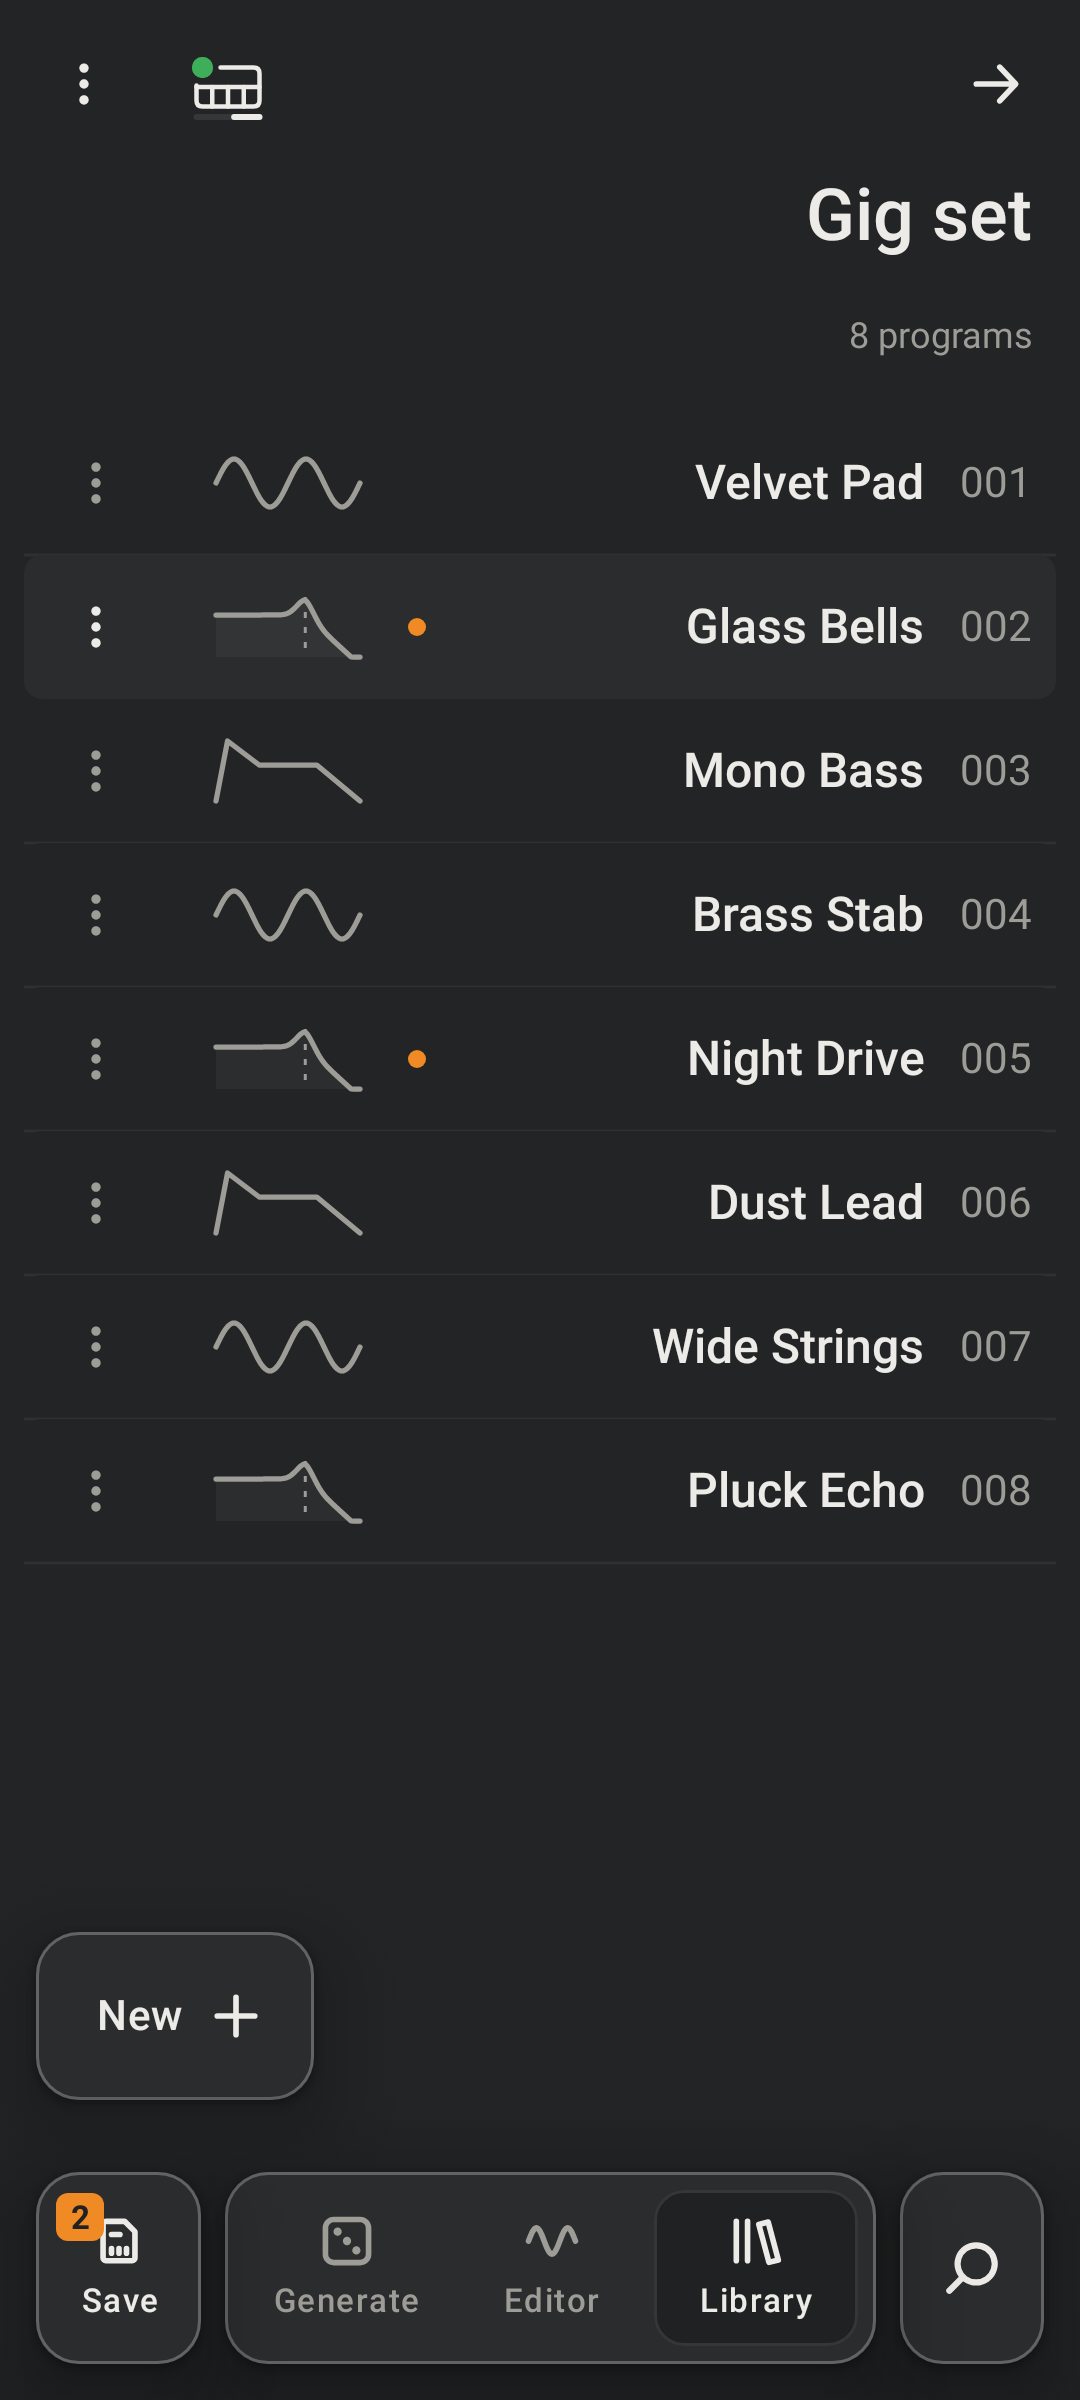 Gig set
8 programs
Velvet Pad 001
Glass Bells 002
Mono Bass 003
Brass Stab 004
Night Drive 005
Dust Lead 006
Wide Strings 007
Pluck Echo 008
New
2
Save
Generate
Editor
Library